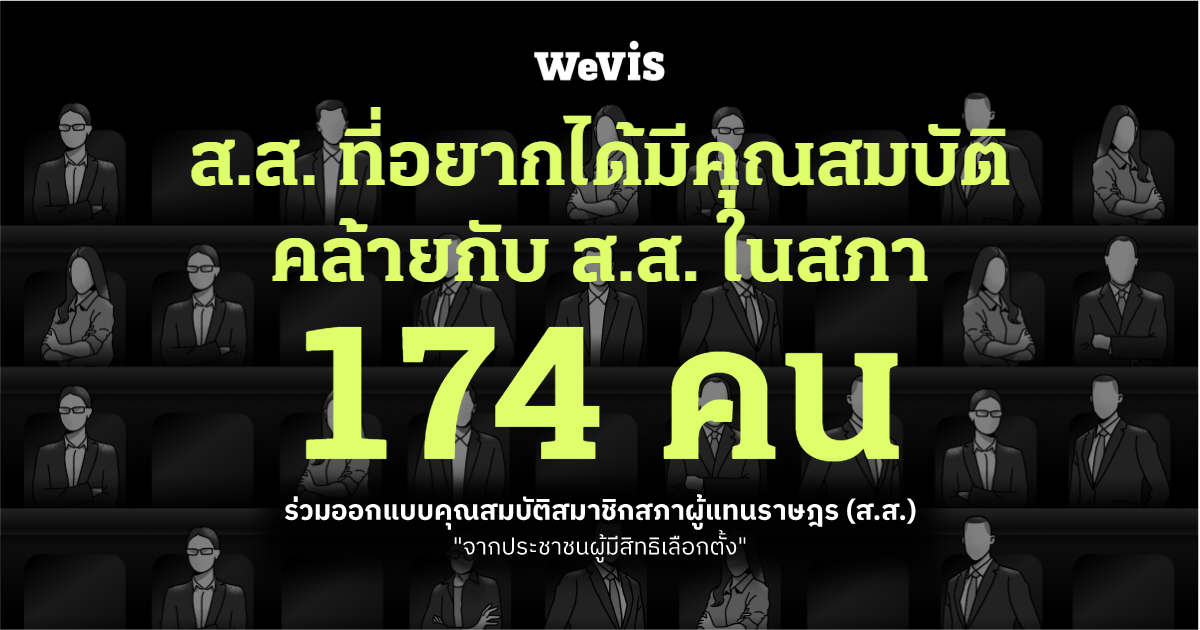 WeVIS
ส.ส. ที่อยากได้มีคุณสมบัติ
คล้ายกับ ส.ส. ในสภา
174 คน
ร่วมออกแบบคุณสมบัติสมาชิกสภาผู้แทนราษฎร (ส.ส.)
"จากประชาชนผู้มีสิทธิเลือกตั้ง"